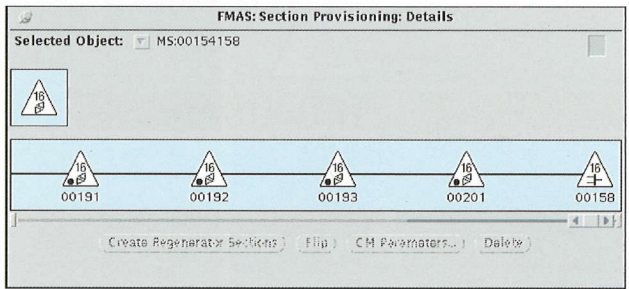 FMAS: Section Provisioning: Details
Selected Object: MS:00154158
16
16 16 16 16 16
00191 00192 00193 00201 00158
Create Regenerator Sections Flip CM Parameters... Delete